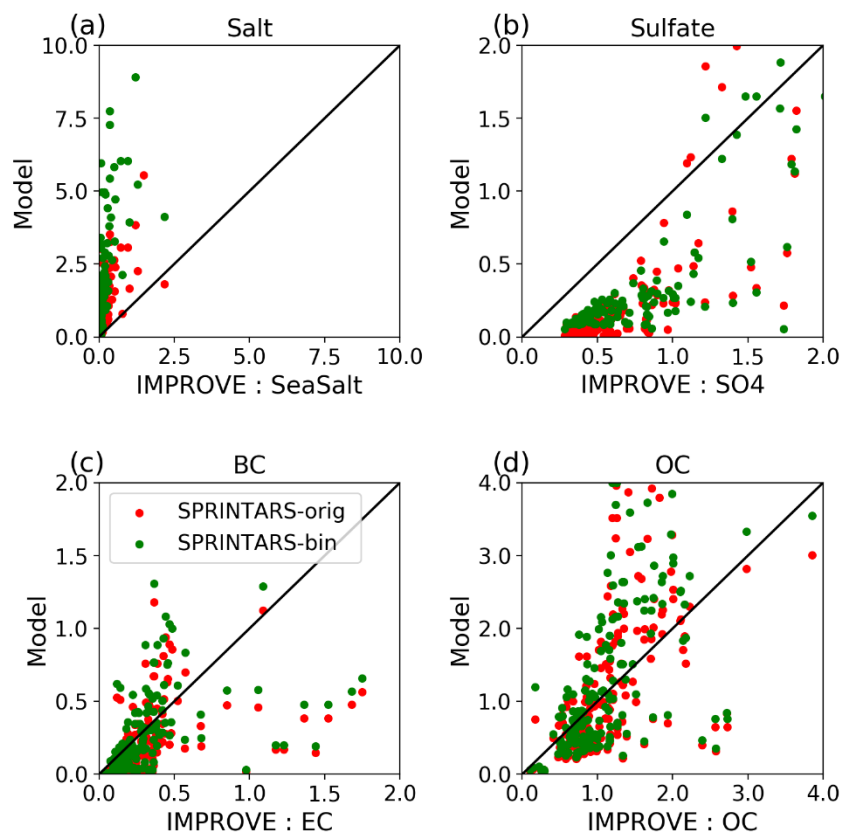 (a) Salt
10.0
7.5
5.0
2.5
0.0
Model
0.0 2.5 5.0 7.5 10.0
IMPROVE : SeaSalt
(b) Sulfate
2.0
1.5
1.0
0.5
0.0
Model
0.0 0.5 1.0 1.5 2.0
IMPROVE : SO4
(c) BC
2.0
1.5
1.0
0.5
0.0
Model
SPRINTARS-orig
SPRINTARS-bin
0.0 0.5 1.0 1.5 2.0
IMPROVE : EC
(d) OC
4.0
3.0
2.0
1.0
0.0
Model
0.0 1.0 2.0 3.0 4.0
IMPROVE : OC